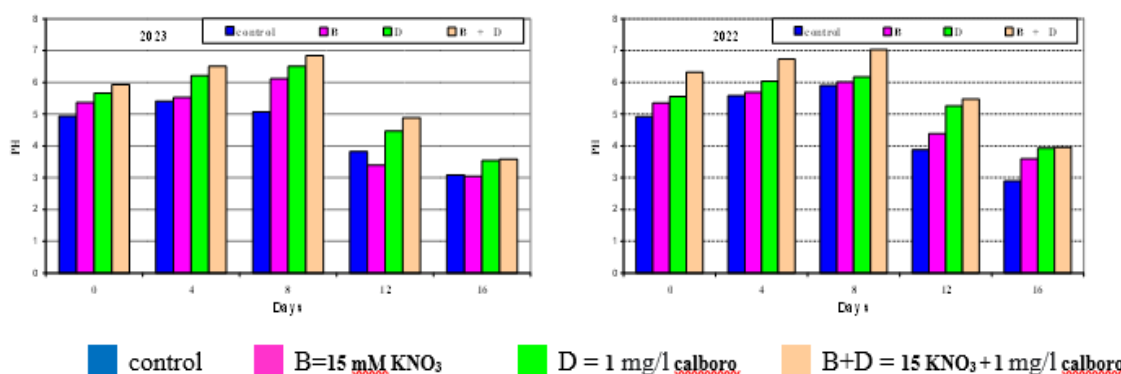 2023
control B D B + D
8
7
6
5
4
3
2
1
0
PH
0 4 8 12 16
Days
2022
control B D B + D
8
7
6
5
4
3
2
1
0
PH
0 4 8 12 16
Days
control B=15 mM KNO₃ D = 1 mg/l calboro B+D = 15 KNO₃+1 mg/l calboro